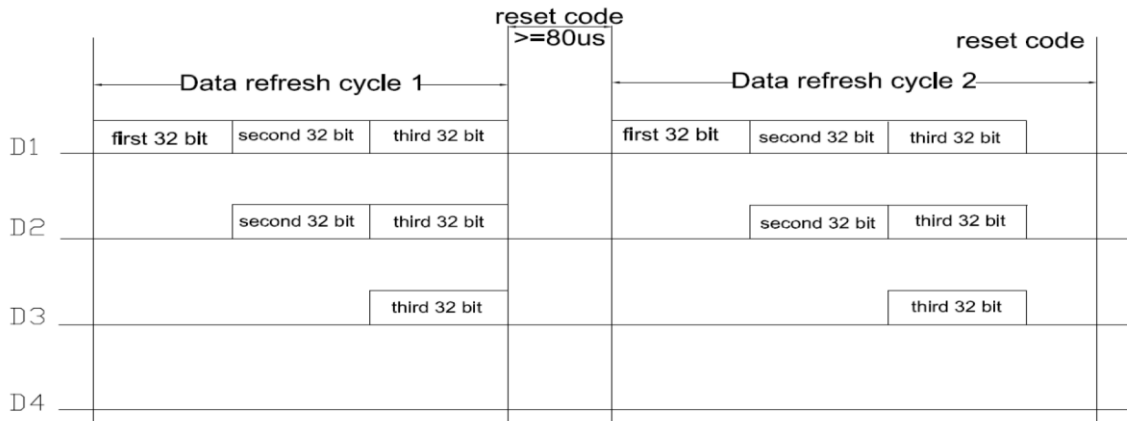 reset code
>=80us
reset code
Data refresh cycle 1
Data refresh cycle 2
D1 first 32 bit second 32 bit third 32 bit first 32 bit second 32 bit third 32 bit
D2 second 32 bit third 32 bit second 32 bit third 32 bit
D3 third 32 bit third 32 bit
D4